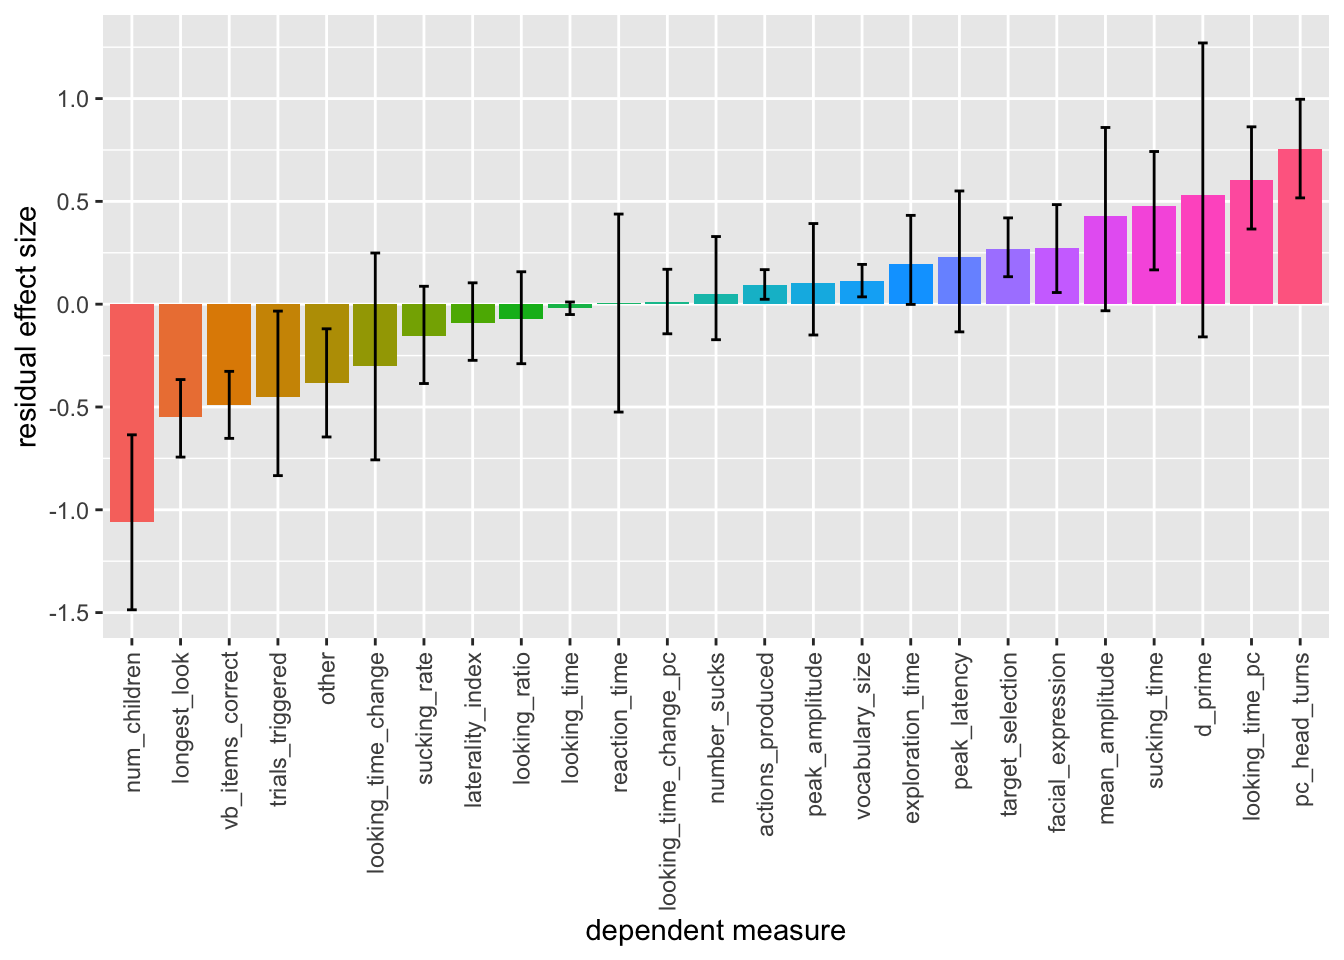 residual effect size
1.0
0.5
0.0
-0.5
-1.0
-1.5
num_children
longest_look
vb_items_correct
trials_triggered
other
looking_time_change
sucking_rate
laterality_index
looking_ratio
looking_time
reaction_time
looking_time_change_pc
number_sucks
actions_produced
peak_amplitude
vocabulary_size
exploration_time
peak_latency
target_selection
facial_expression
mean_amplitude
sucking_time
d_prime
looking_time_pc
pc_head_turns
dependent measure